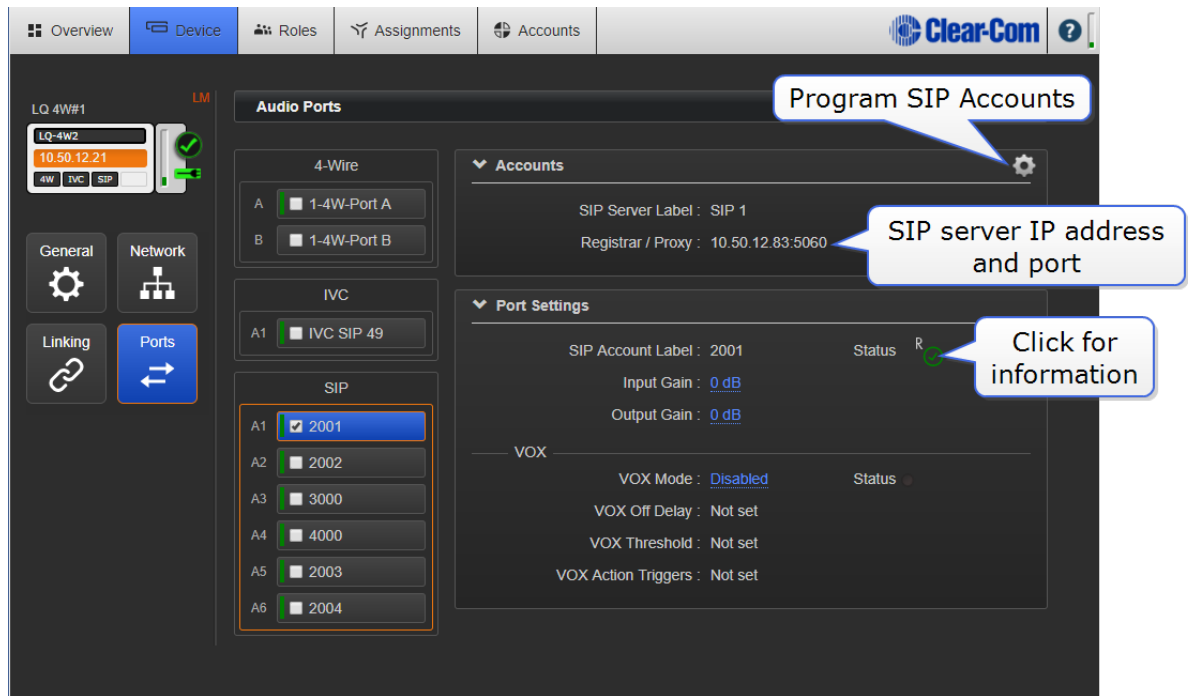 Overview
Device
Roles
Assignments
Accounts
Clear-Com
?
LQ 4W#1
LM
LQ-4W2
10.50.12.21
4W IVC SIP
General
Network
Linking
Ports
Audio Ports
4-Wire
A 1-4W-Port A
B 1-4W-Port B
IVC
A1 IVC SIP 49
SIP
A1 2001
A2 2002
A3 3000
A4 4000
A5 2003
A6 2004
Program SIP Accounts
Accounts
SIP Server Label : SIP 1
Registrar / Proxy : 10.50.12.83:5060
SIP server IP address
and port
Port Settings
SIP Account Label : 2001
Status R
Click for
information
Input Gain : 0 dB
Output Gain : 0 dB
VOX
VOX Mode : Disabled
Status
VOX Off Delay : Not set
VOX Threshold : Not set
VOX Action Triggers : Not set